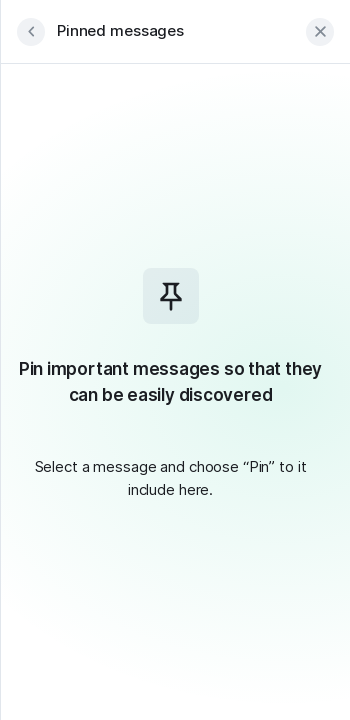 Pinned messages
Pin important messages so that they
can be easily discovered
Select a message and choose “Pin” to it
include here.